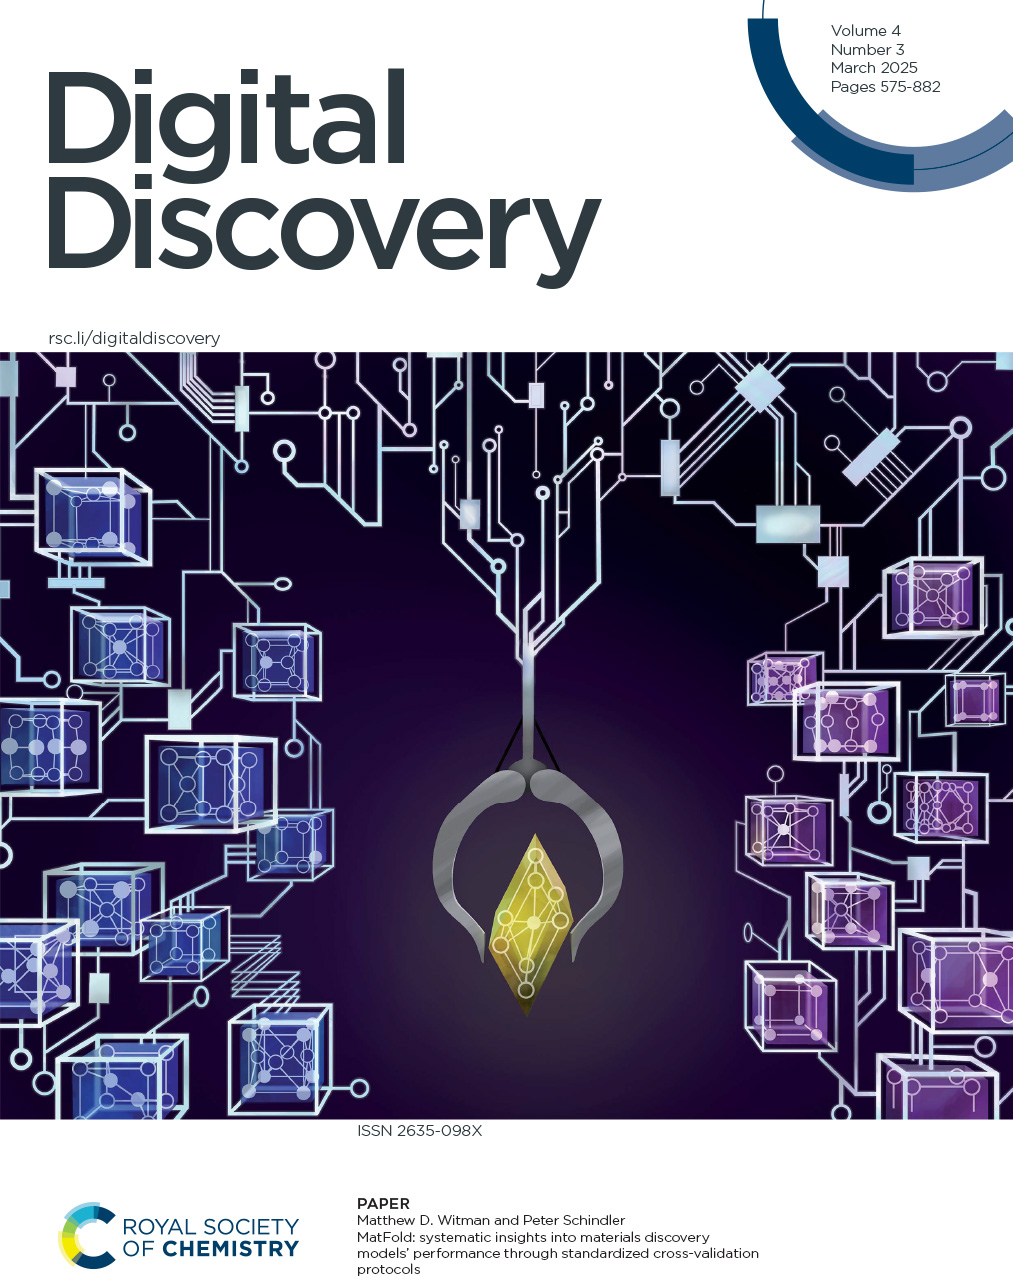 Volume 4
Number 3
March 2025
Pages 575-882
Digital
Discovery
rsc.li/digitaldiscovery
ISSN 2635-098X
ROYAL SOCIETY
OF CHEMISTRY
PAPER
Matthew D. Witman and Peter Schindler
MatFold: systematic insights into materials discovery
models’ performance through standardized cross-validation
protocols